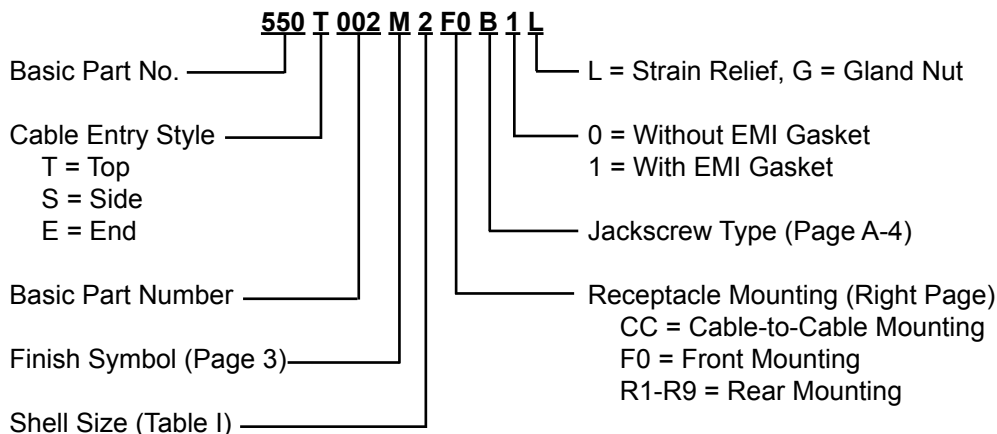 550 T 002 M 2 F0 B 1 L
Basic Part No.
Cable Entry Style
T = Top
S = Side
E = End
Basic Part Number
Finish Symbol (Page 3)
Shell Size (Table I)
L = Strain Relief, G = Gland Nut
0 = Without EMI Gasket
1 = With EMI Gasket
Jackscrew Type (Page A-4)
Receptacle Mounting (Right Page)
CC = Cable-to-Cable Mounting
F0 = Front Mounting
R1-R9 = Rear Mounting